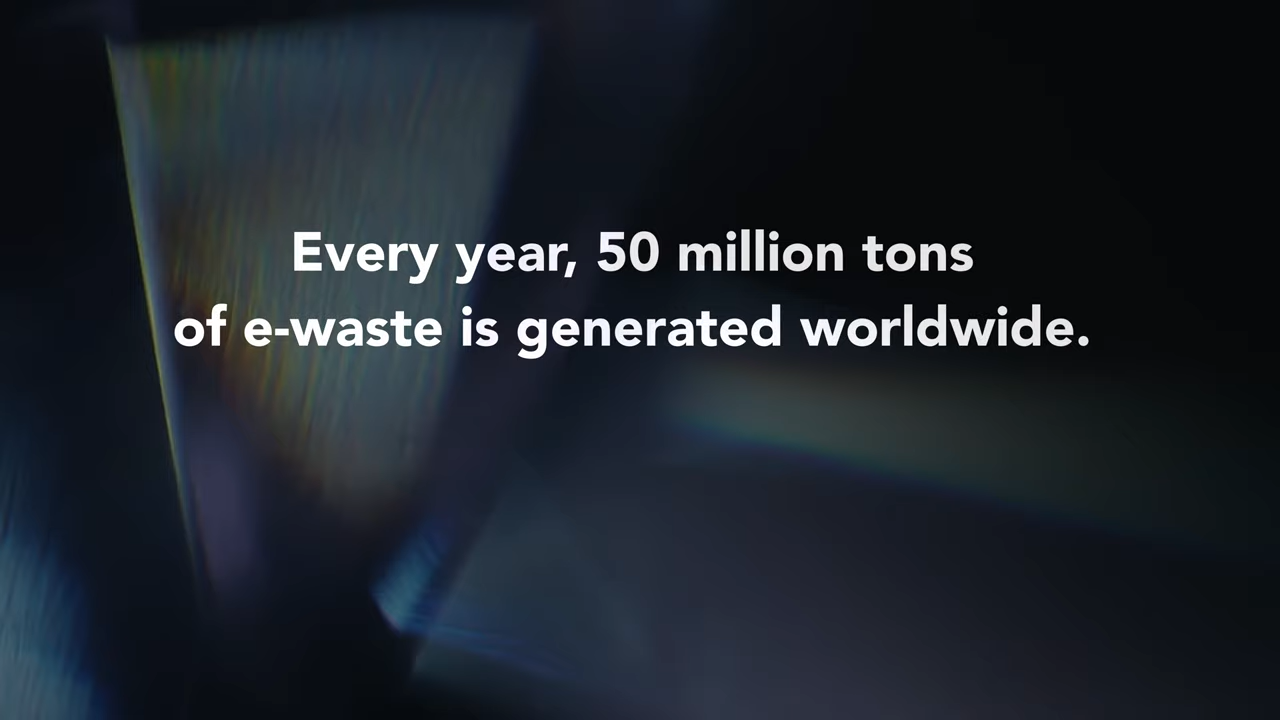 Every year, 50 million tons
of e-waste is generated worldwide.